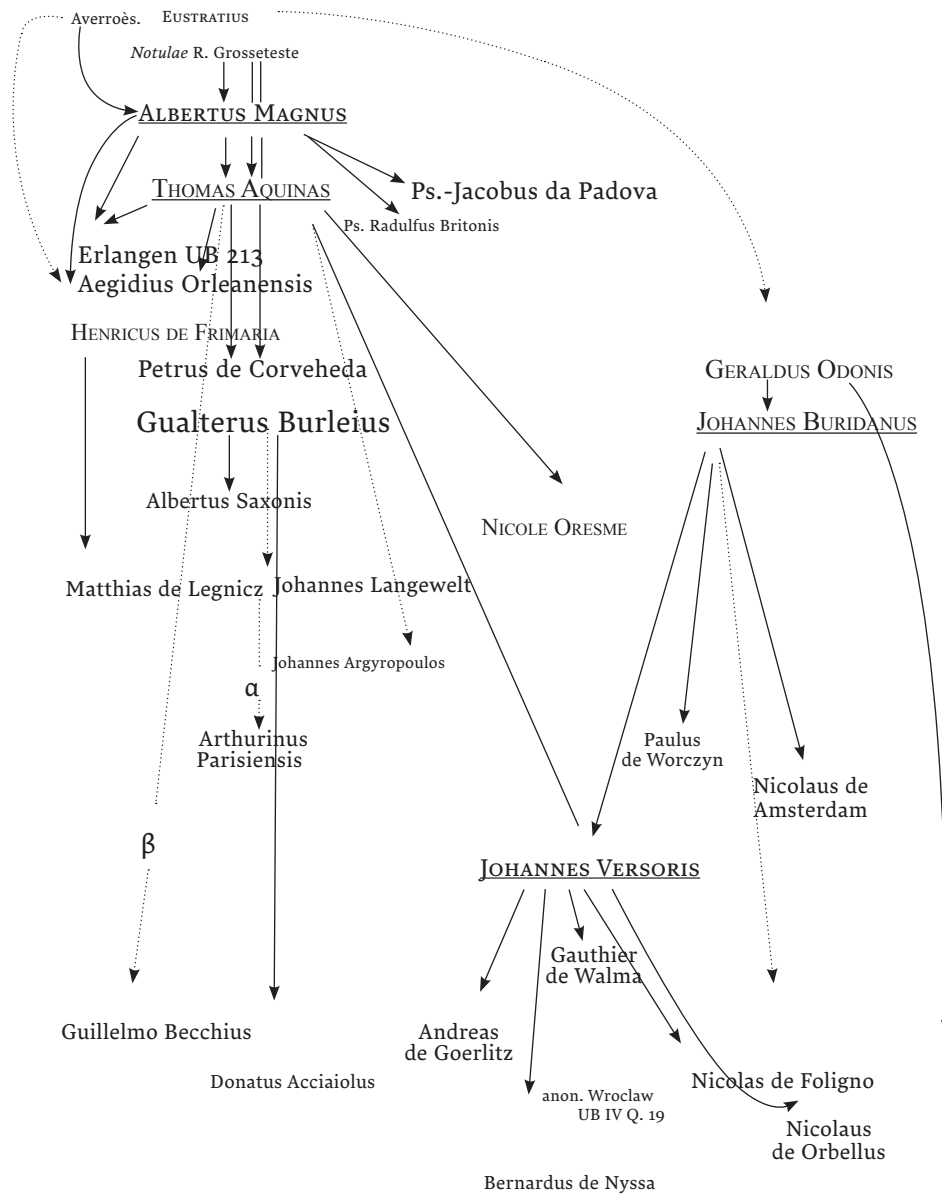 Averroès. Eustratius
Notulae R. Grosseteste
Albertus Magnus
Thomas Aquinas
Ps.-Jacobus da Padova
Ps. Radulfus Britonis
Erlangen UB 213
Aegidius Orleanensis
Henricus de Frimaria
Petrus de Corveheda
Geraldus Odonis
Gualterus Burleius
Johannes Buridanus
Albertus Saxonis
Nicole Oresme
Matthias de Legnicz
Johannes Langewelt
Johannes Argyropoulos
α
Arthurinus
Parisiensis
Paulus
de Worczyn
Nicolaus de
Amsterdam
β
Johannes Versoris
Gauthier
de Walma
Guillelmo Becchius
Andreas
de Goerlitz
Donatus Acciaiolus
Nicolas de Foligno
anon. Wroclaw
UB IV Q. 19
Nicolaus
de Orbellus
Bernardus de Nyssa